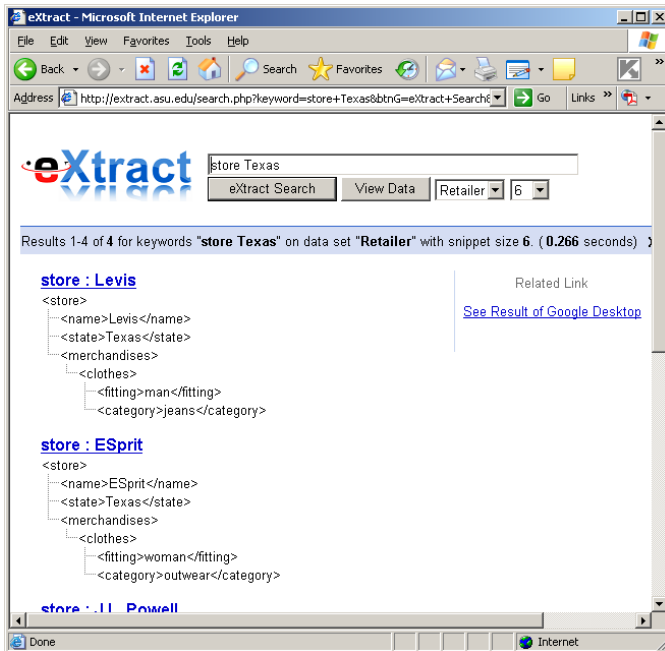 eXtract - Microsoft Internet Explorer
File Edit View Favorites Tools Help
Back Search Favorites »
Address http://extract.asu.edu/search.php?keyword=store+Texas&btnG=eXtract+Search& Go Links »
eXtract
store Texas
eXtract Search View Data Retailer 6
Results 1-4 of 4 for keywords "store Texas" on data set "Retailer" with snippet size 6. ( 0.266 seconds)
store : Levis
Related Link
<store>
See Result of Google Desktop
<name>Levis</name>
<state>Texas</state>
<merchandises>
<clothes>
<fitting>man</fitting>
<category>jeans</category>
store : ESprit
<store>
<name>ESprit</name>
<state>Texas</state>
<merchandises>
<clothes>
<fitting>woman</fitting>
<category>outwear</category>
store : J.L. Powell
Done Internet